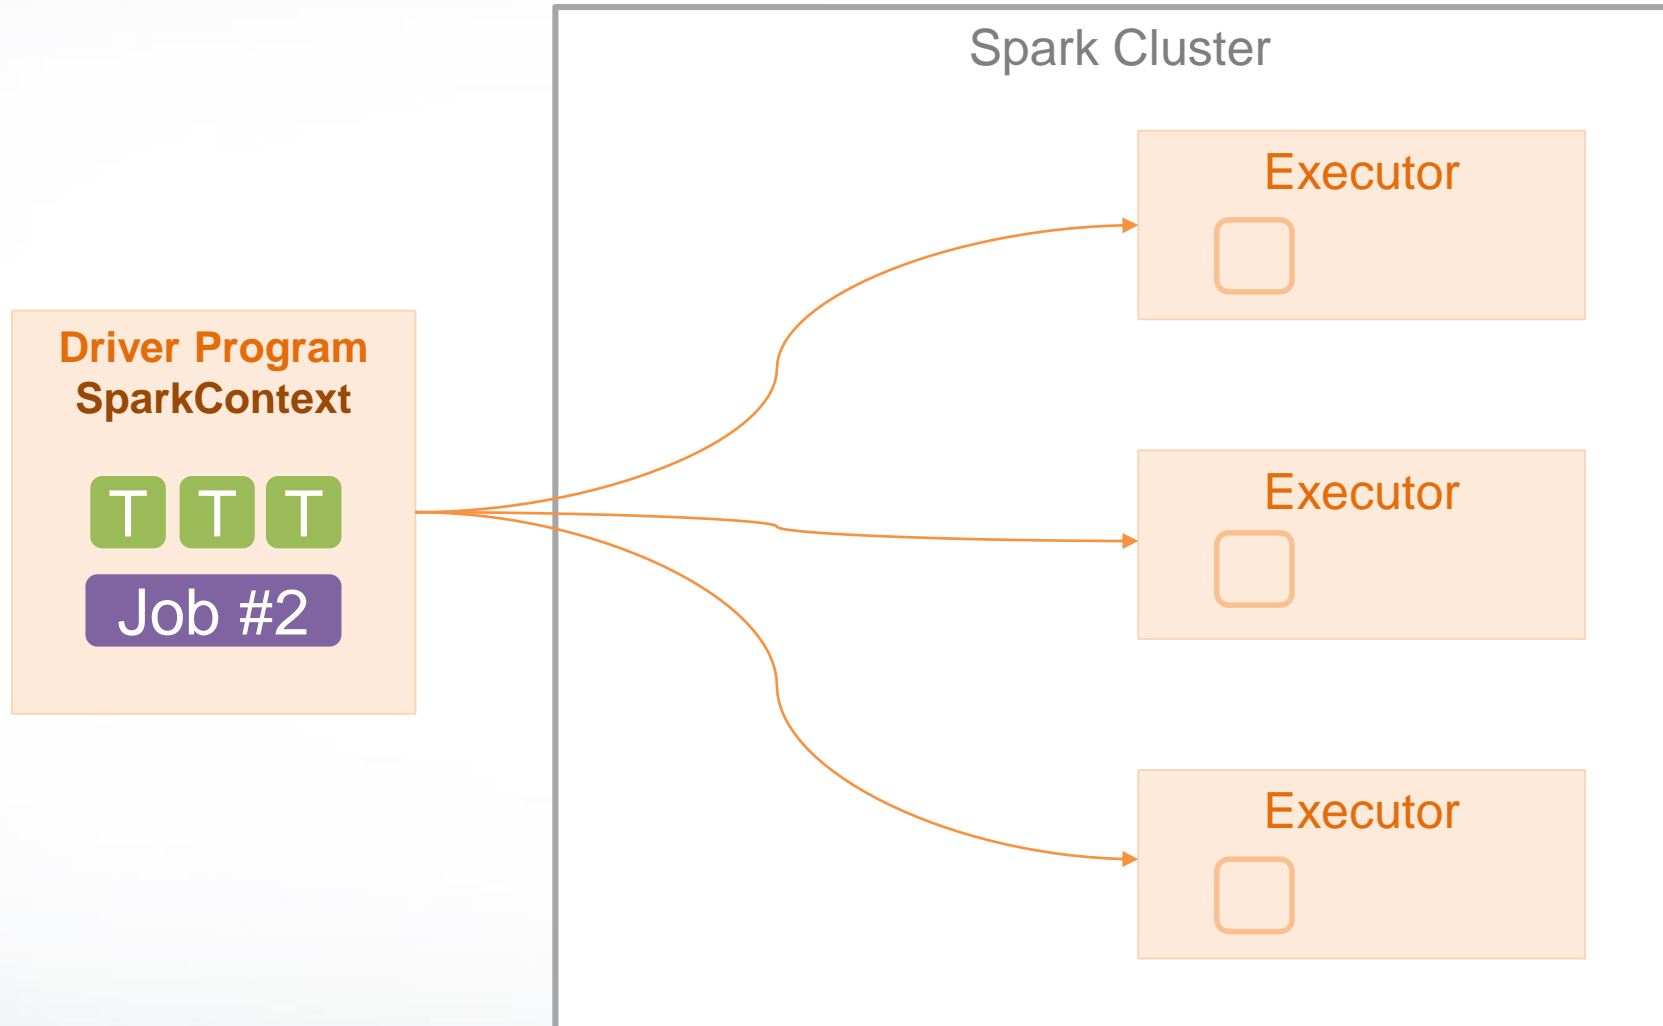 Spark Cluster
Driver Program
SparkContext
T T T
Job #2
Executor
Executor
Executor